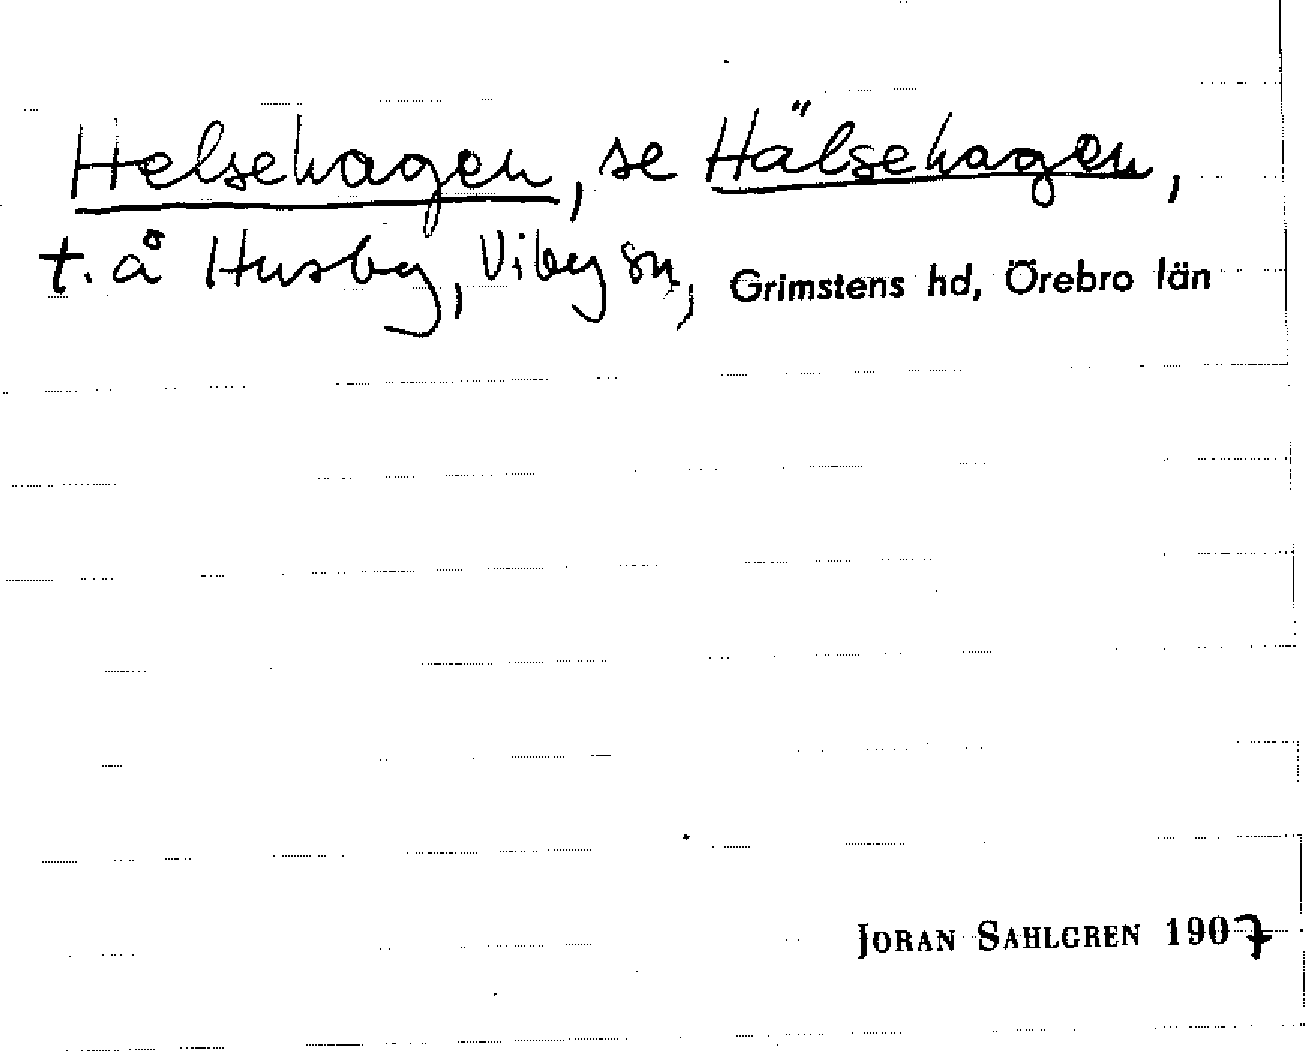 Helsehagen, se Hälsehagen,
t. å Husby, Viby sn, Grimstens hd, Örebro län
JORAN SAHLGREN 1907